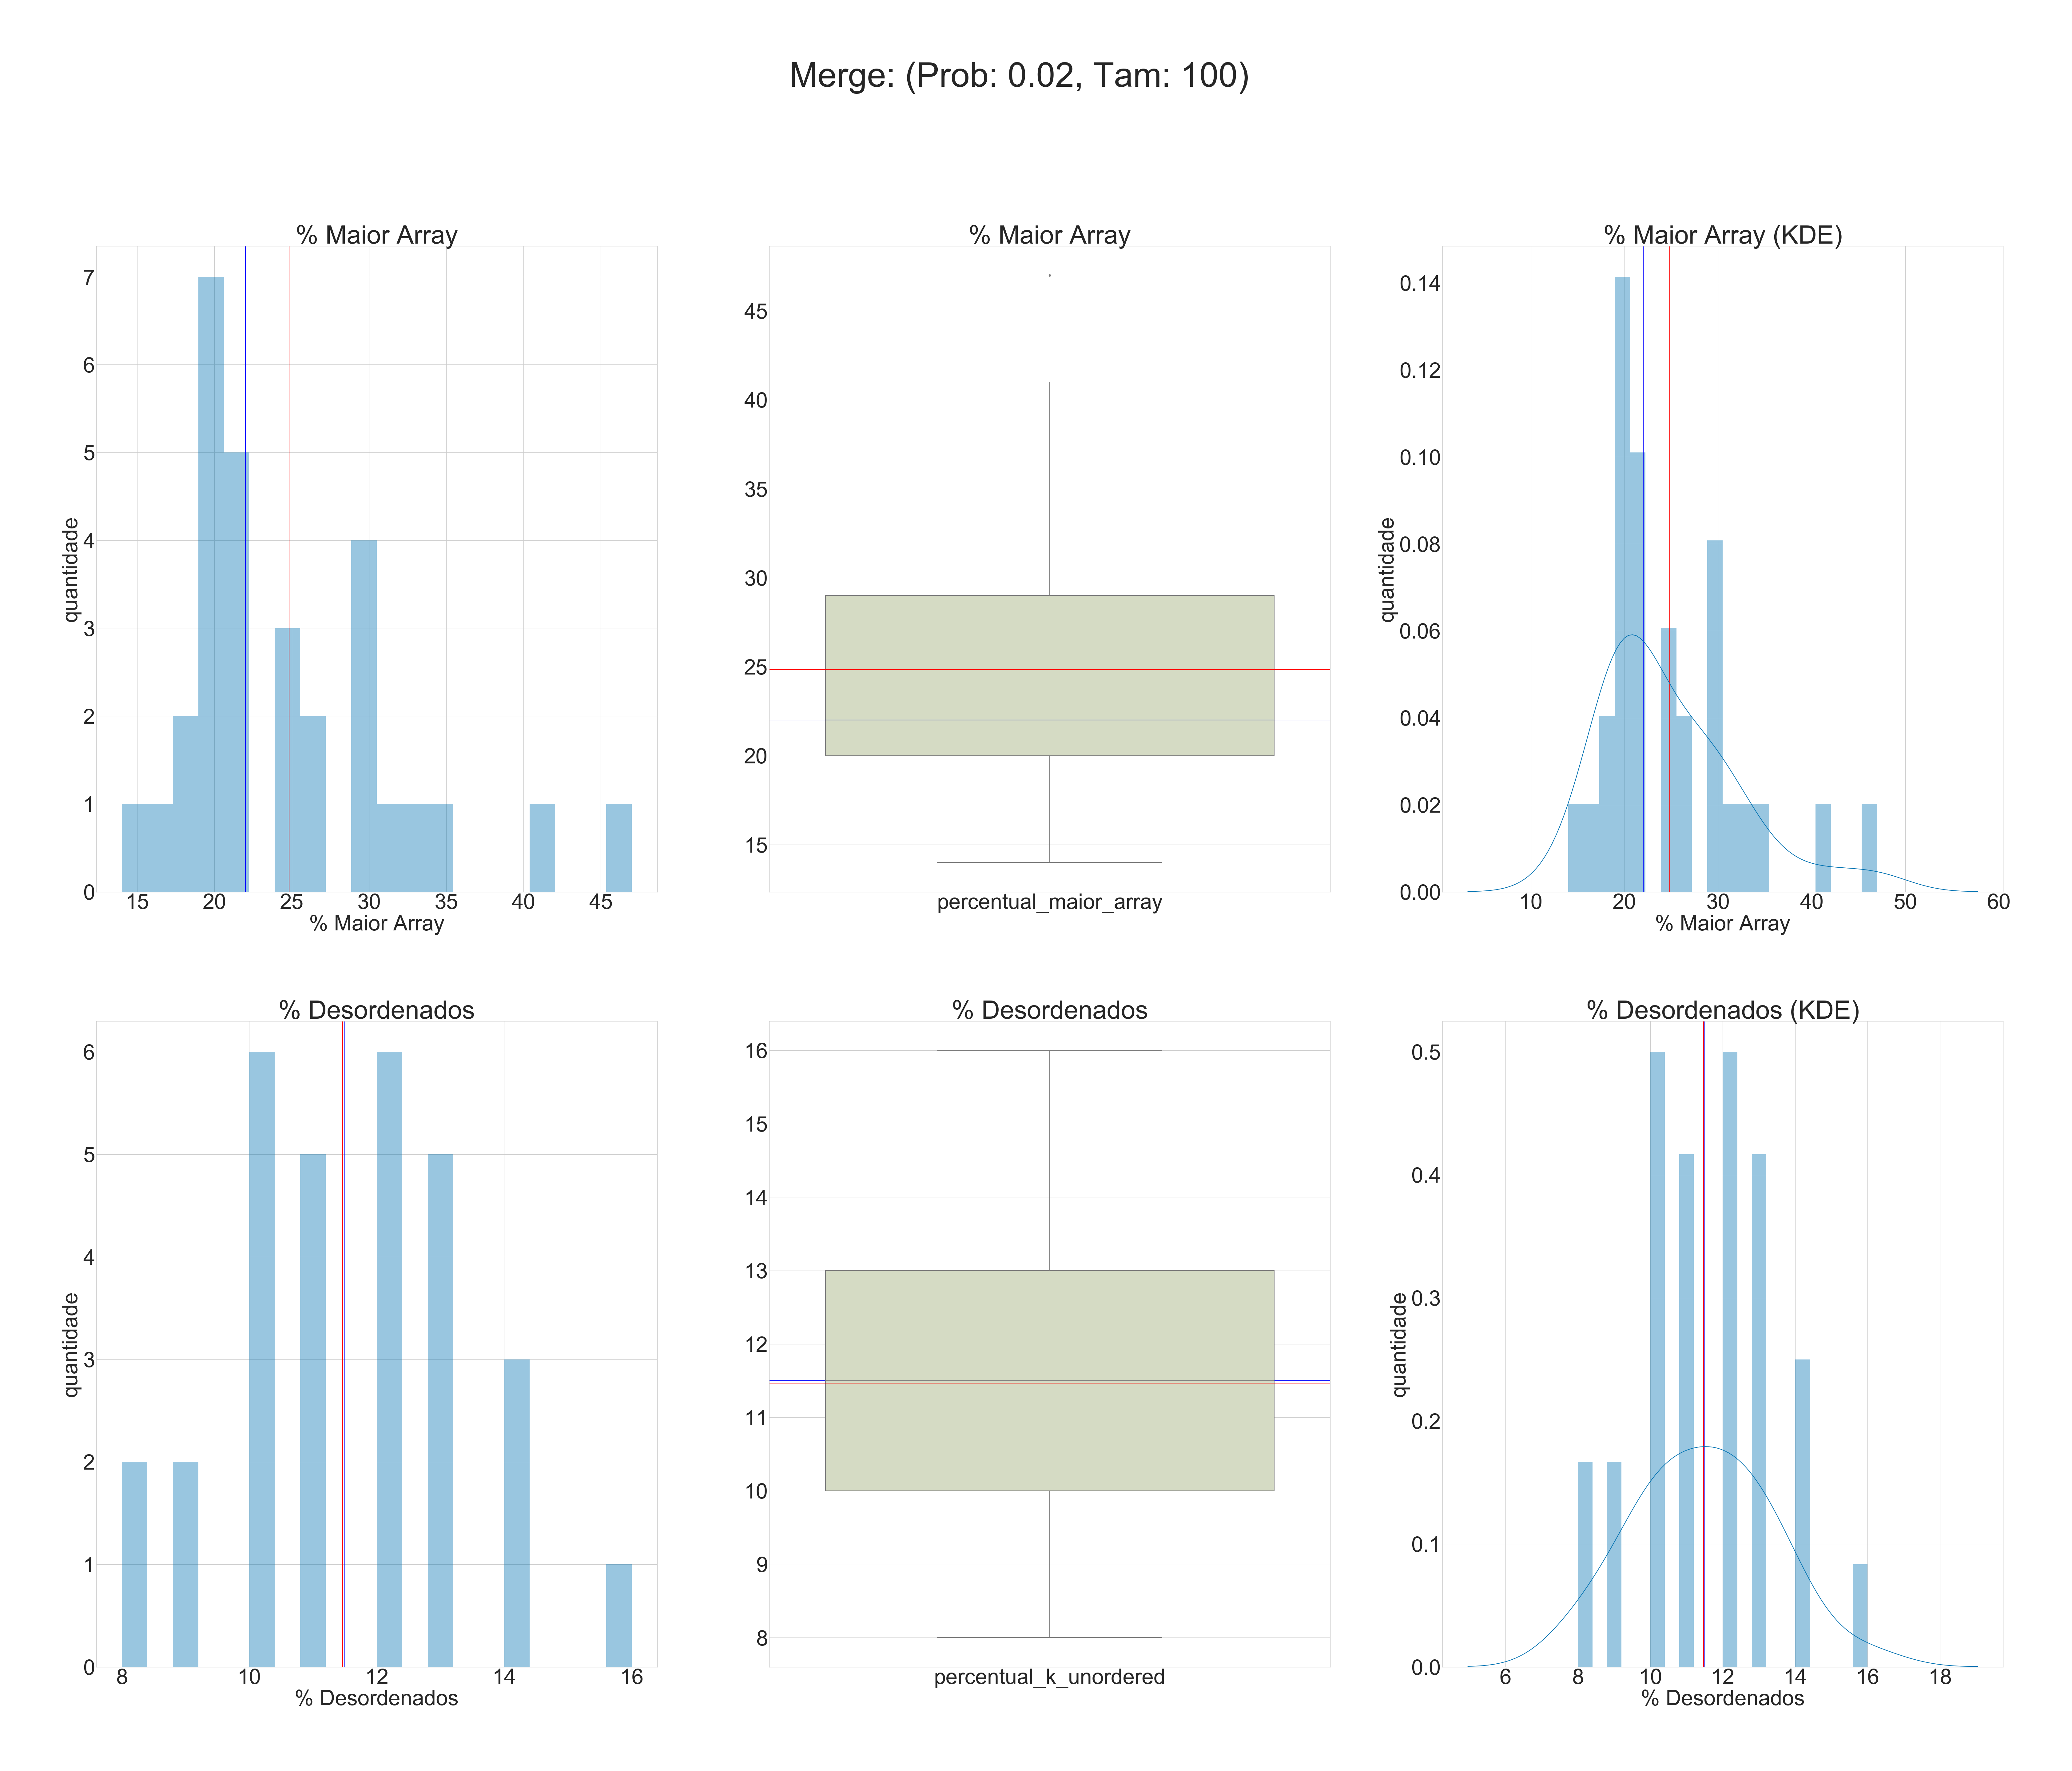 Merge: (Prob: 0.02, Tam: 100)
% Maior Array
7
6
5
4
3
2
1
0
quantidade
15 20 25 30 35 40 45
% Maior Array
% Maior Array
45
40
35
30
25
20
15
percentual_maior_array
% Maior Array (KDE)
0.14
0.12
0.10
0.08
0.06
0.04
0.02
0.00
quantidade
10 20 30 40 50 60
% Maior Array
% Desordenados
6
5
4
3
2
1
0
quantidade
8 10 12 14 16
% Desordenados
% Desordenados
16
15
14
13
12
11
10
9
8
percentual_k_unordered
% Desordenados (KDE)
0.5
0.4
0.3
0.2
0.1
0.0
quantidade
6 8 10 12 14 16 18
% Desordenados